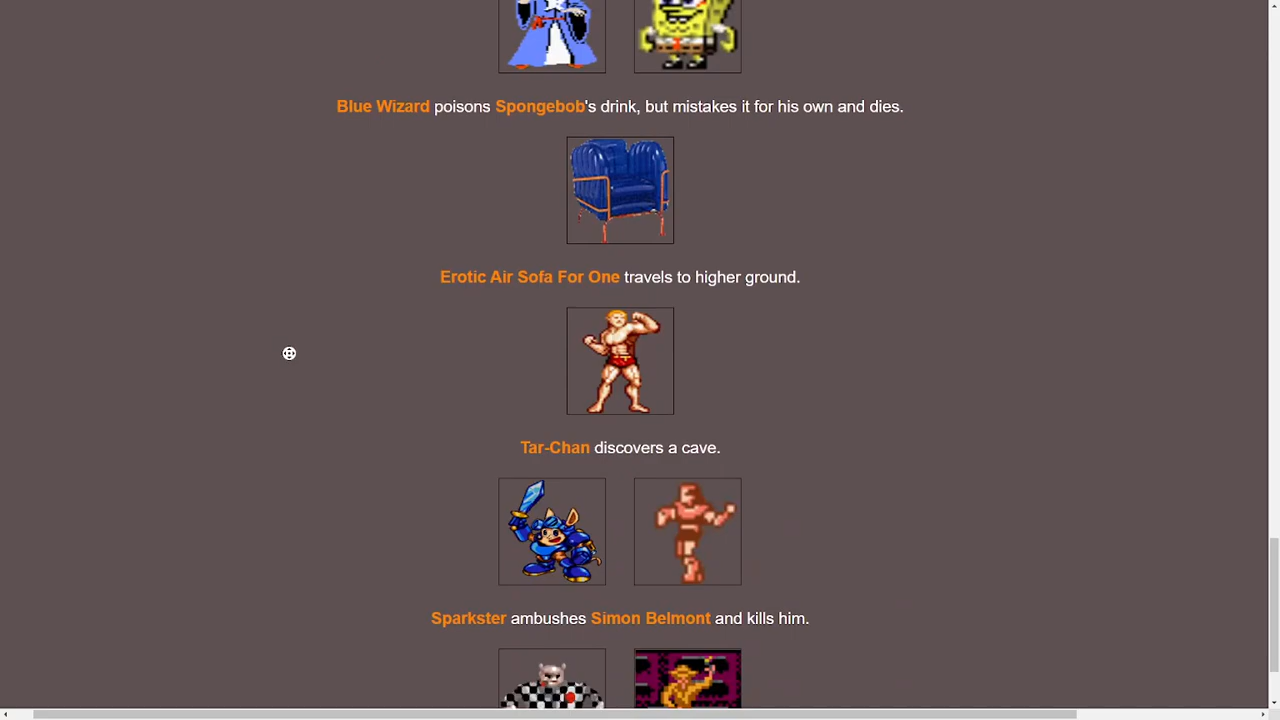 Blue Wizard poisons Spongebob's drink, but mistakes it for his own and dies.
Erotic Air Sofa For One travels to higher ground.
Tar-Chan discovers a cave.
Sparkster ambushes Simon Belmont and kills him.